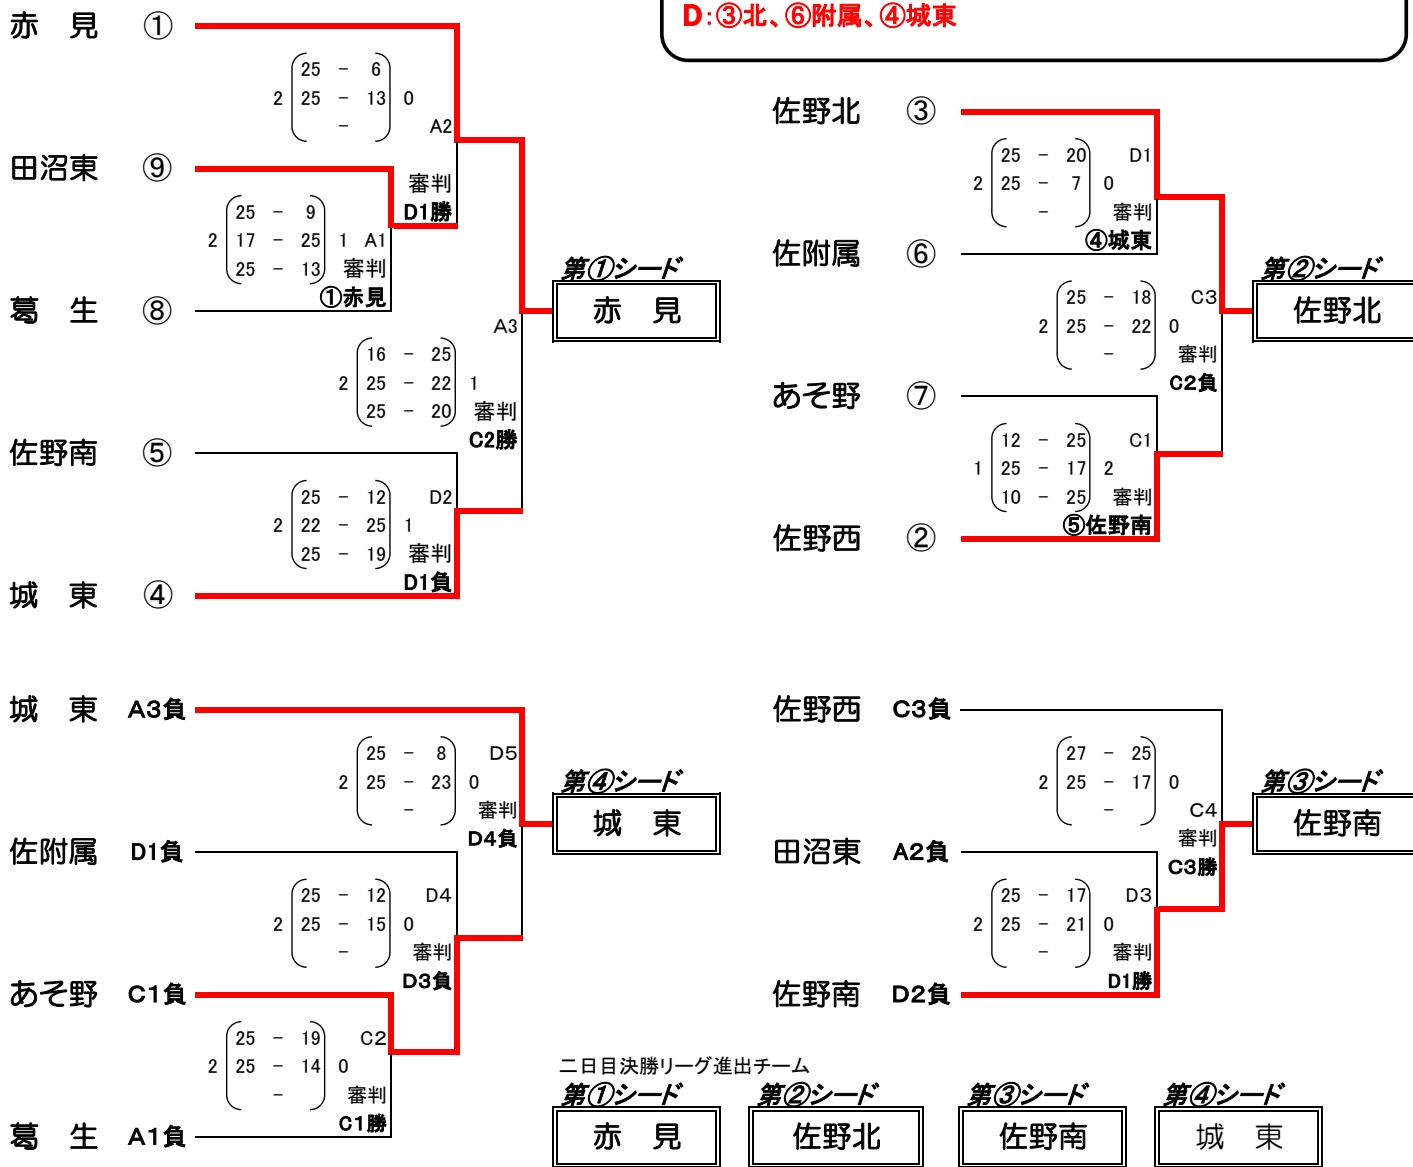 D:③北、⑥附属、④城東
赤　見　①
25 - 6
2 25 - 13 0
-
A2
審判
D1勝
田沼東　⑨
25 - 9
2 17 - 25 1 A1
25 - 13 審判
①赤見
葛　生　⑧
A3
16 - 25
2 25 - 22 1
25 - 20 審判
C2勝
第①シード
赤　見
佐野南　⑤
25 - 12 D2
2 22 - 25 1
25 - 19 審判
D1負
城　東　④
佐野北　③
25 - 20 D1
2 25 - 7 0
- 審判
④城東
佐附属　⑥
25 - 18 C3
2 25 - 22 0
- 審判
C2負
第②シード
佐野北
あそ野　⑦
12 - 25 C1
1 25 - 17 2
10 - 25 審判
⑤佐野南
佐野西　②
城　東　A3負
25 - 8 D5
2 25 - 23 0
- 審判
D4負
第④シード
城　東
佐附属　D1負
25 - 12 D4
2 25 - 15 0
- 審判
D3負
あそ野　C1負
25 - 19 C2
2 25 - 14 0
- 審判
C1勝
葛　生　A1負
佐野西　C3負
27 - 25
2 25 - 17 0
-
C4
審判
C3勝
第③シード
佐野南
田沼東　A2負
25 - 17 D3
2 25 - 21 0
- 審判
D1勝
佐野南　D2負
二日目決勝リーグ進出チーム
第①シード　第②シード　第③シード　第④シード
赤　見　佐野北　佐野南　城　東